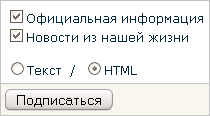 Официальная информация
Новости из нашей жизни
Текст / HTML
Подписаться